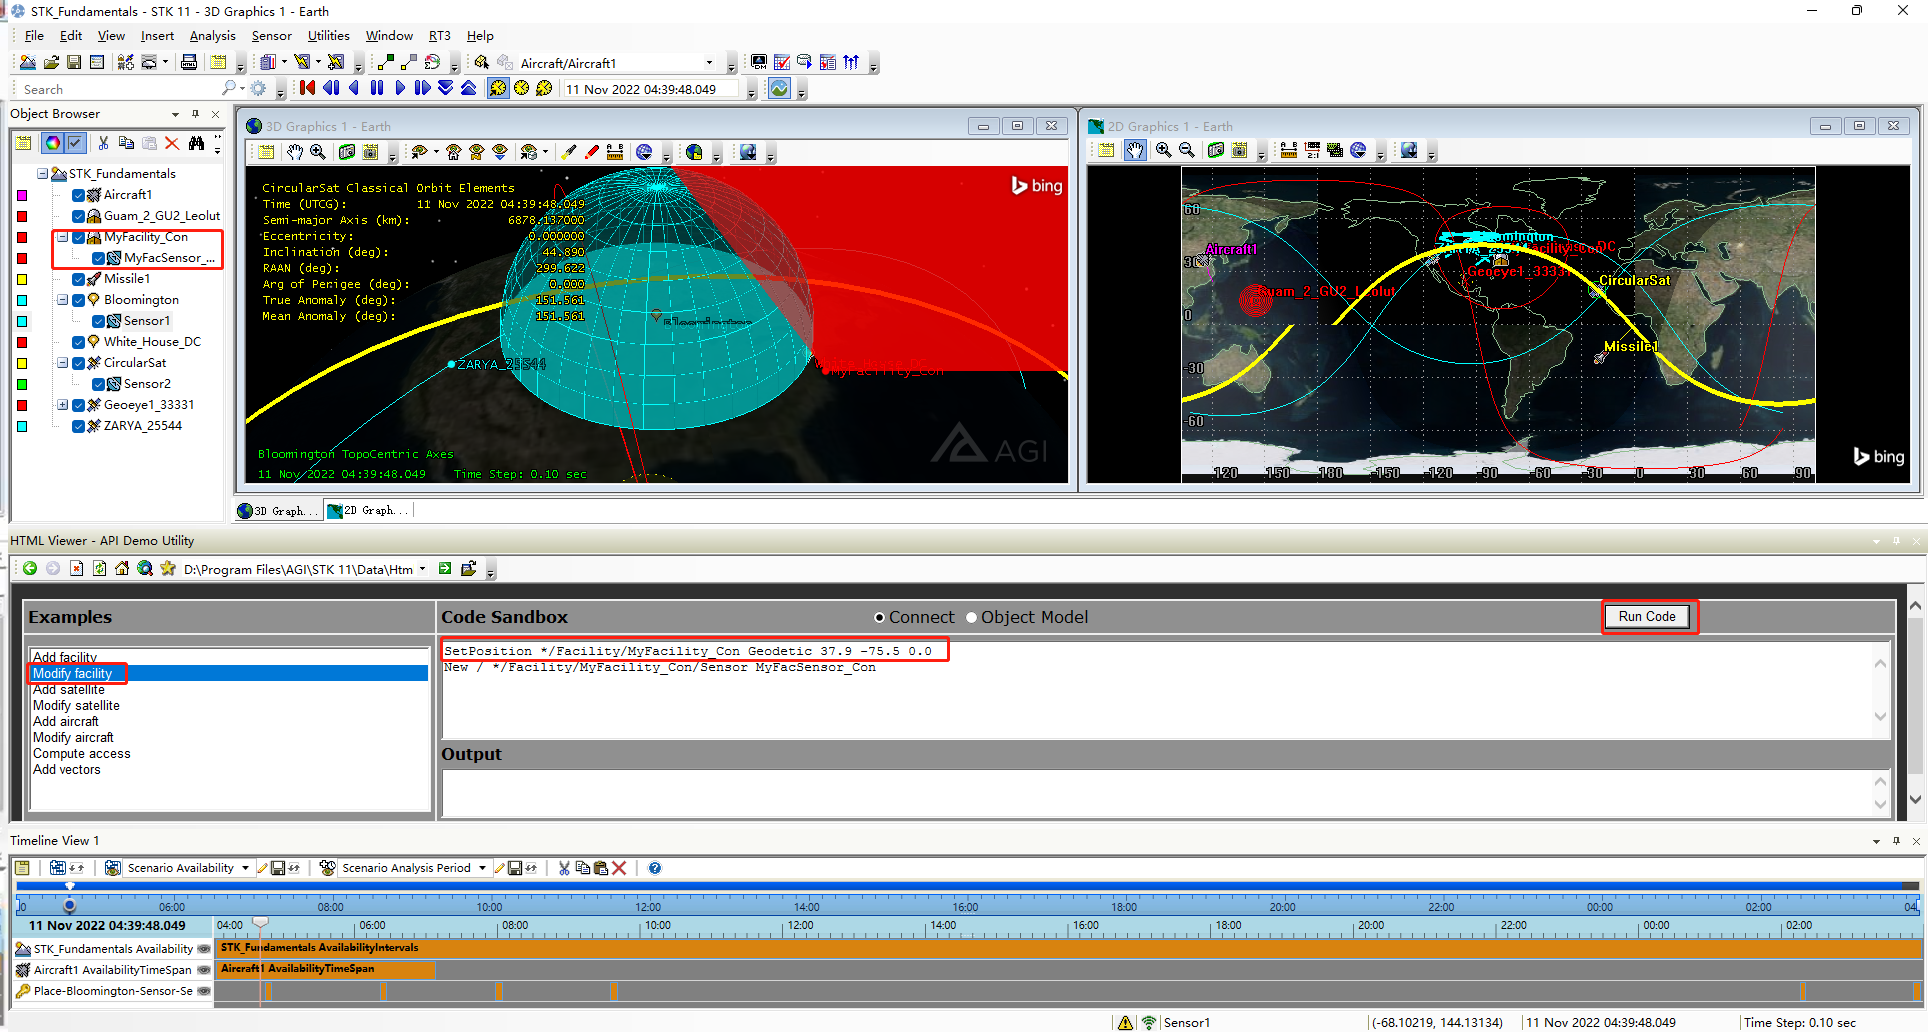 STK_Fundamentals - STK 11 - 3D Graphics 1 - Earth
File Edit View Insert Analysis Sensor Utilities Window RT3 Help
Aircraft/Aircraft1
Search
11 Nov 2022 04:39:48.049
Object Browser
STK_Fundamentals
Aircraft1
Guam_2_GU2_Leolut
MyFacility_Con
MyFacSensor_...
Missile1
Bloomington
Sensor1
White_House_DC
CircularSat
Sensor2
Geoeye1_33331
ZARYA_25544
3D Graphics 1 - Earth
CircularSat Classical Orbit Elements
Time (UTCG): 11 Nov 2022 04:39:48.049
Semi-major Axis (km): 6878.137000
Eccentricity: 0.000000
Inclination (deg): 44.890
RAAN (deg): 299.622
Arg of Perigee (deg): 0.000
True Anomaly (deg): 151.561
Mean Anomaly (deg): 151.561
bing
Bloomington
ZARYA_25544
MyFacility_Con
AGI
Bloomington TopoCentric Axes
11 Nov 2022 04:39:48.049 Time Step: 0.10 sec
2D Graphics 1 - Earth
60
Aircraft1
30
Geoeye1_33331
CircularSat
Guam_2_GU2_Leolut
0
Missile1
-30
-60
bing
120 150 -180 -150 -120 -90 -60 -30 0 30 60 90
3D Graph... 2D Graph...
HTML Viewer - API Demo Utility
D:\Program Files\AGI\STK 11\Data\Htm
Examples
Code Sandbox
Connect Object Model
Run Code
Add facility
Modify facility
Add satellite
Modify satellite
Add aircraft
Modify aircraft
Compute access
Add vectors
SetPosition */Facility/MyFacility_Con Geodetic 37.9 -75.5 0.0
New / */Facility/MyFacility_Con/Sensor MyFacSensor_Con
Output
Timeline View 1
Scenario Availability
Scenario Analysis Period
06:00 08:00 10:00 12:00 14:00 16:00 18:00 20:00 22:00 00:00 02:00 04
11 Nov 2022 04:39:48.049
04:00 06:00 08:00 10:00 12:00 14:00 16:00 18:00 20:00 22:00 00:00 02:00
STK_Fundamentals Availability
STK_Fundamentals AvailabilityIntervals
Aircraft1 AvailabilityTimeSpan
Aircraft1 AvailabilityTimeSpan
Place-Bloomington-Sensor-Se
Sensor1
(-68.10219, 144.13134)
11 Nov 2022 04:39:48.049
Time Step: 0.10 sec